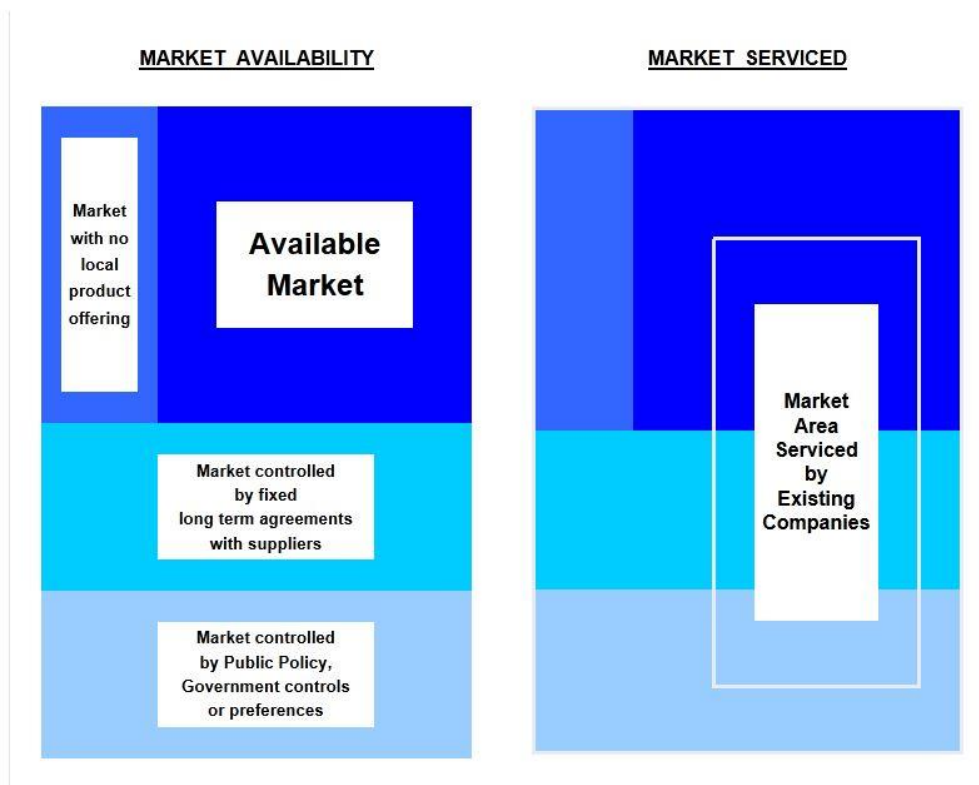 MARKET AVAILABILITY
Market
with no
local
product
offering
Available
Market
Market controlled
by fixed
long term agreements
with suppliers
Market controlled
by Public Policy,
Government controls
or preferences
MARKET SERVICED
Market
Area
Serviced
by
Existing
Companies